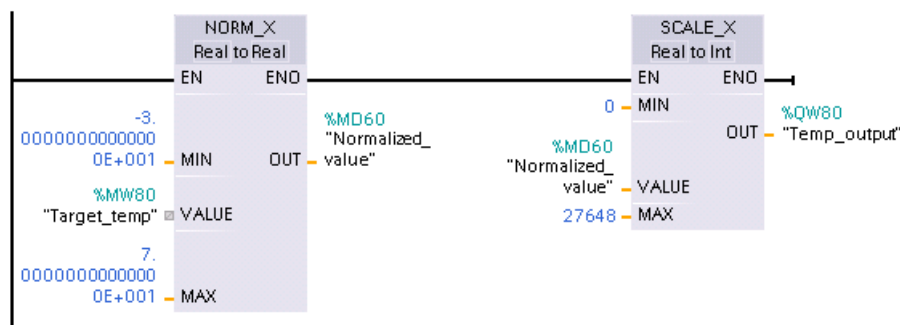 NORM_X
Real to Real
EN ENO
-3.
0000000000000
0E+001
MIN
OUT
%MD60
"Normalized_
value"
%MW80
"Target_temp"
VALUE
7.
0000000000000
0E+001
MAX
SCALE_X
Real to Int
EN ENO
0
MIN
OUT
%QW80
"Temp_output"
%MD60
"Normalized_
value"
VALUE
27648
MAX